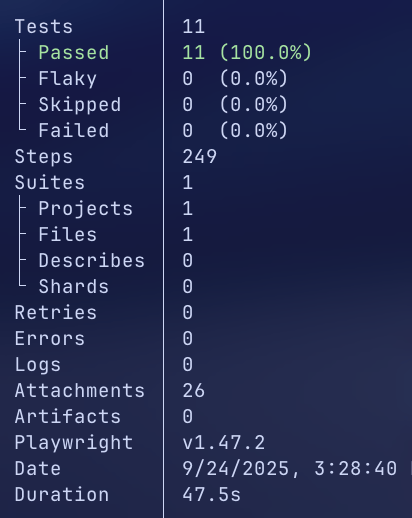 Tests 11
Passed 11 (100.0%)
Flaky 0 (0.0%)
Skipped 0 (0.0%)
Failed 0 (0.0%)
Steps 249
Suites 1
Projects 1
Files 1
Describes 0
Shards 0
Retries 0
Errors 0
Logs 0
Attachments 26
Artifacts 0
Playwright v1.47.2
Date 9/24/2025, 3:28:40
Duration 47.5s